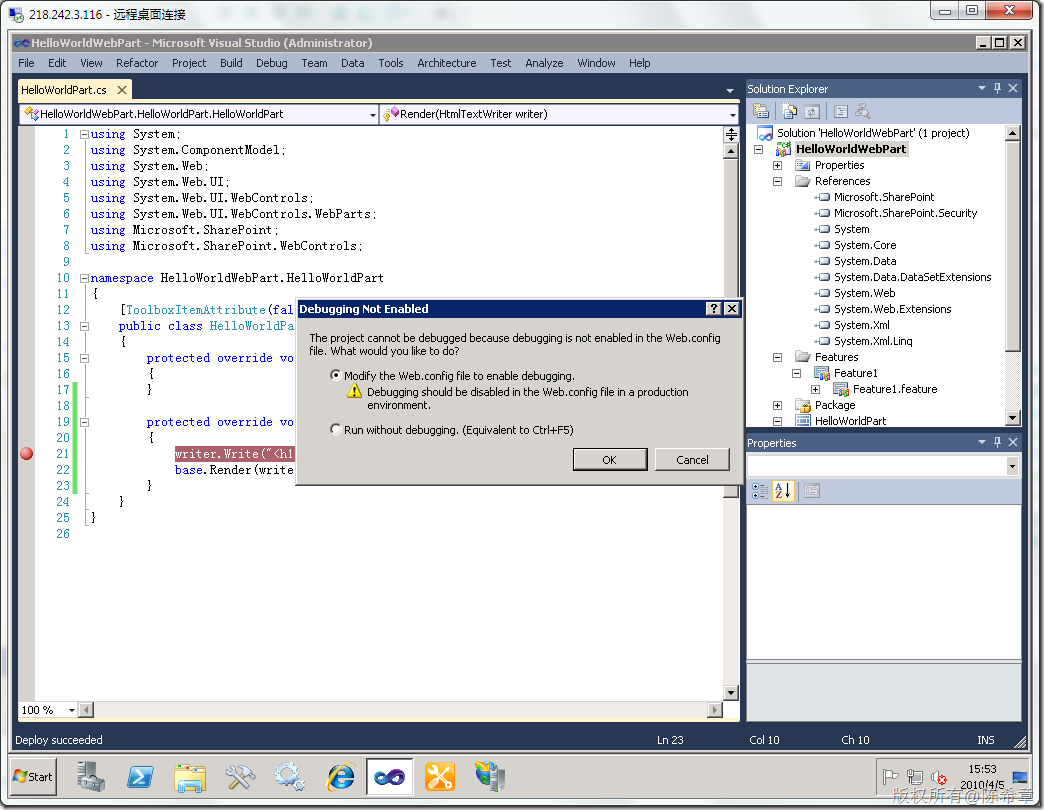 218.242.3.116 - 远程桌面连接
HelloWorldWebPart - Microsoft Visual Studio (Administrator)
File Edit View Refactor Project Build Debug Team Data Tools Architecture Test Analyze Window Help
HelloWorldPart.cs
HelloWorldWebPart.HelloWorldPart.HelloWorldPart
Render(HtmlTextWriter writer)
1 using System;
2 using System.ComponentModel;
3 using System.Web;
4 using System.Web.UI;
5 using System.Web.UI.WebControls;
6 using System.Web.UI.WebControls.WebParts;
7 using Microsoft.SharePoint;
8 using Microsoft.SharePoint.WebControls;
9
10 namespace HelloWorldWebPart.HelloWorldPart
11 {
12 [ToolboxItemAttribute(fal
13 public class HelloWorldPa
14 {
15 protected override vo
16 {
17 }
18
19 protected override vo
20 {
21 writer.Write("<h1
22 base.Render(write
23 }
24 }
25 }
26
100 %
Debugging Not Enabled
The project cannot be debugged because debugging is not enabled in the Web.config
file. What would you like to do?
Modify the Web.config file to enable debugging.
Debugging should be disabled in the Web.config file in a production
environment.
Run without debugging. (Equivalent to Ctrl+F5)
OK Cancel
Solution Explorer
Solution 'HelloWorldWebPart' (1 project)
HelloWorldWebPart
Properties
References
Microsoft.SharePoint
Microsoft.SharePoint.Security
System
System.Core
System.Data
System.Data.DataSetExtensions
System.Web
System.Web.Extensions
System.Xml
System.Xml.Linq
Features
Feature1
Feature1.feature
Package
HelloWorldPart
Properties
Deploy succeeded Ln 23 Col 10 Ch 10 INS
Start
15:53
2010/4/5
版权所有@陈希章